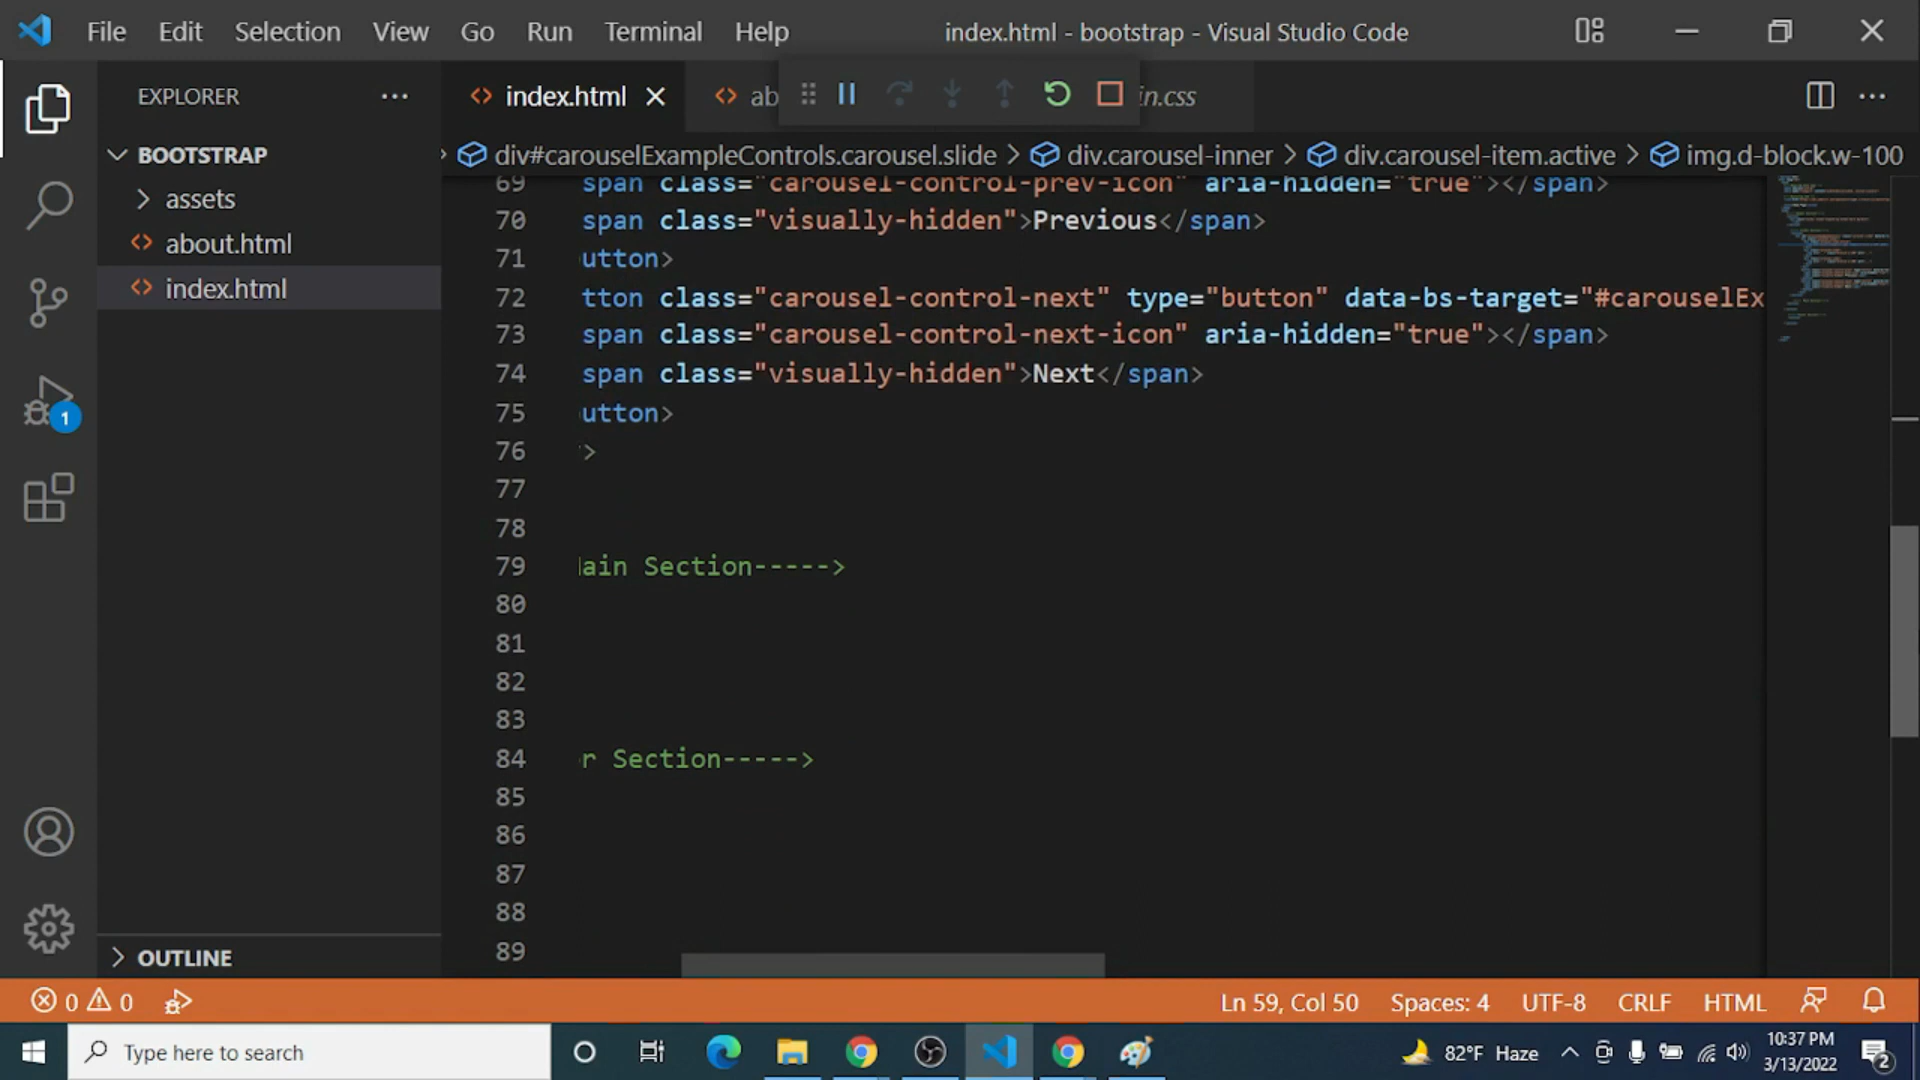 File Edit Selection View Go Run Terminal Help index.html - bootstrap - Visual Studio Code
EXPLORER ···
index.html ab in.css ···
BOOTSTRAP
assets
about.html
index.html
div#carouselExampleControls.carousel.slide > div.carousel-inner > div.carousel-item.active > img.d-block.w-100
69 span class="carousel-control-prev-icon" aria-hidden="true"></span>
70 span class="visually-hidden">Previous</span>
71 utton>
72 tton class="carousel-control-next" type="button" data-bs-target="#carouselEx
73 span class="carousel-control-next-icon" aria-hidden="true"></span>
74 span class="visually-hidden">Next</span>
75 utton>
76 >
77
78
79 ain Section----->
80
81
82
83
84 r Section----->
85
86
87
88
89
1
OUTLINE
0 0 Ln 59, Col 50 Spaces: 4 UTF-8 CRLF HTML
Type here to search 82°F Haze 10:37 PM
3/13/2022 2